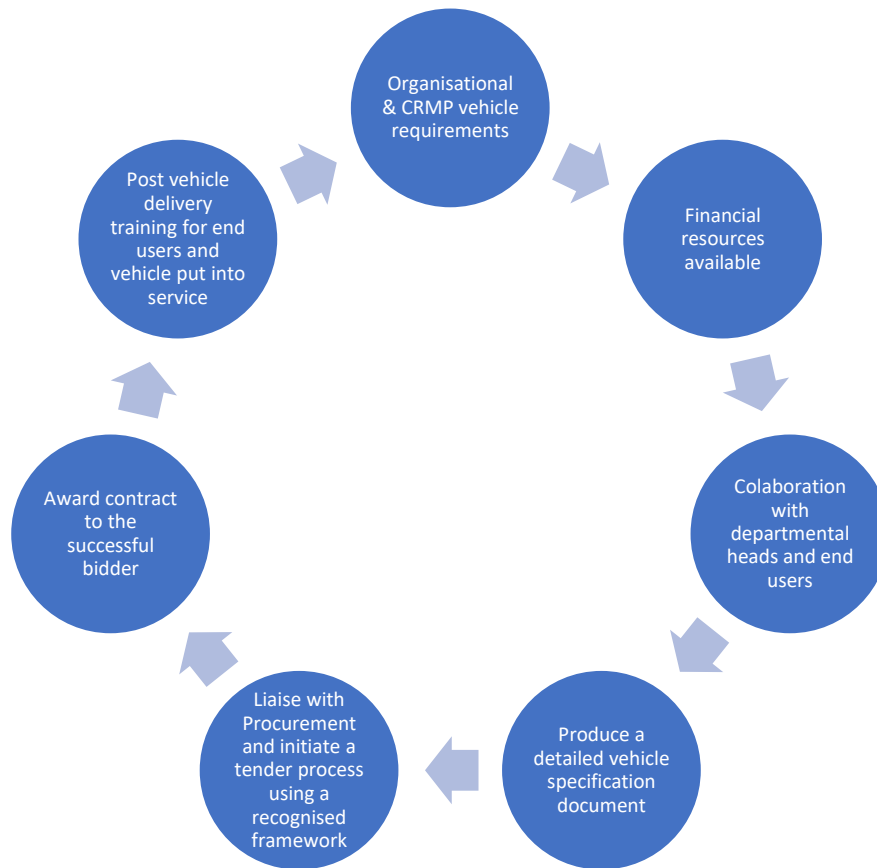 Organisational
& CRMP vehicle
requirements
Financial
resources
available
Colaboration
with
departmental
heads and end
users
Produce a
detailed vehicle
specification
document
Liaise with
Procurement
and initiate a
tender process
using a
recognised
framework
Award contract
to the
successful
bidder
Post vehicle
delivery
training for end
users and
vehicle put into
service